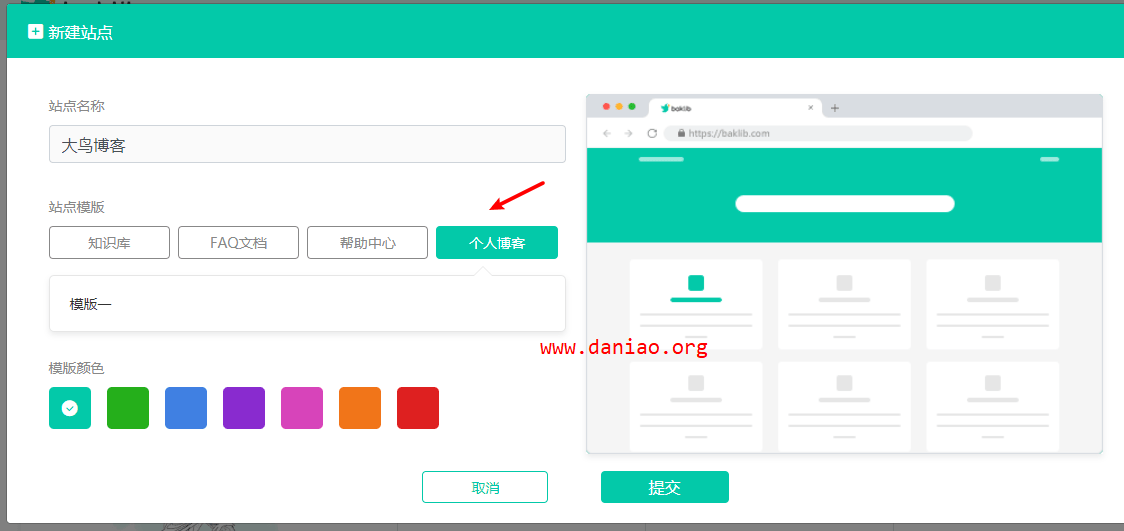 新建站点
站点名称
大鸟博客
站点模版
知识库 FAQ文档 帮助中心 个人博客
模版一
模版颜色
取消 提交
baklib
https://baklib.com
www.daniao.org